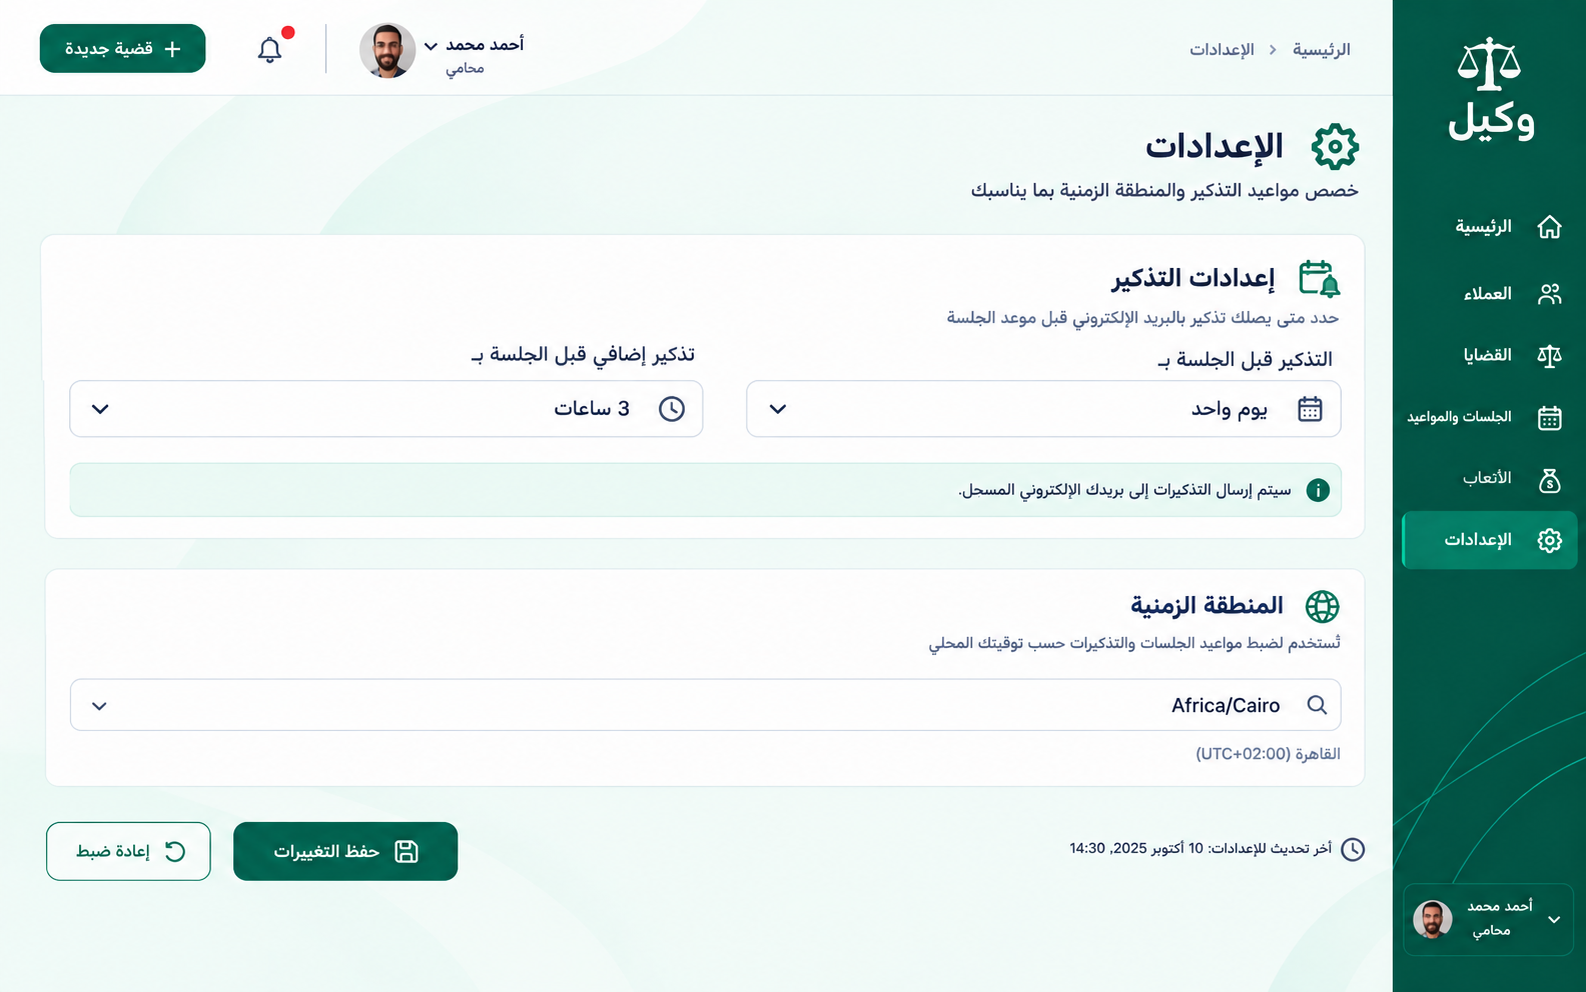 وكيل
الرئيسية
العملاء
القضايا
الجلسات والمواعيد
الأتعاب
الإعدادات
أحمد محمد
محامي
الرئيسية
الإعدادات
أحمد محمد
محامي
قضية جديدة
الإعدادات
خصص مواعيد التذكير والمنطقة الزمنية بما يناسبك
إعدادات التذكير
حدد متى يصلك تذكير بالبريد الإلكتروني قبل موعد الجلسة
التذكير قبل الجلسة بـ
يوم واحد
تذكير إضافي قبل الجلسة بـ
3 ساعات
سيتم إرسال التذكيرات إلى بريدك الإلكتروني المسجل.
المنطقة الزمنية
تُستخدم لضبط مواعيد الجلسات والتذكيرات حسب توقيتك المحلي
Africa/Cairo
القاهرة (UTC+02:00)
أخر تحديث للإعدادات: 10 أكتوبر 2025, 14:30
حفظ التغييرات
إعادة ضبط